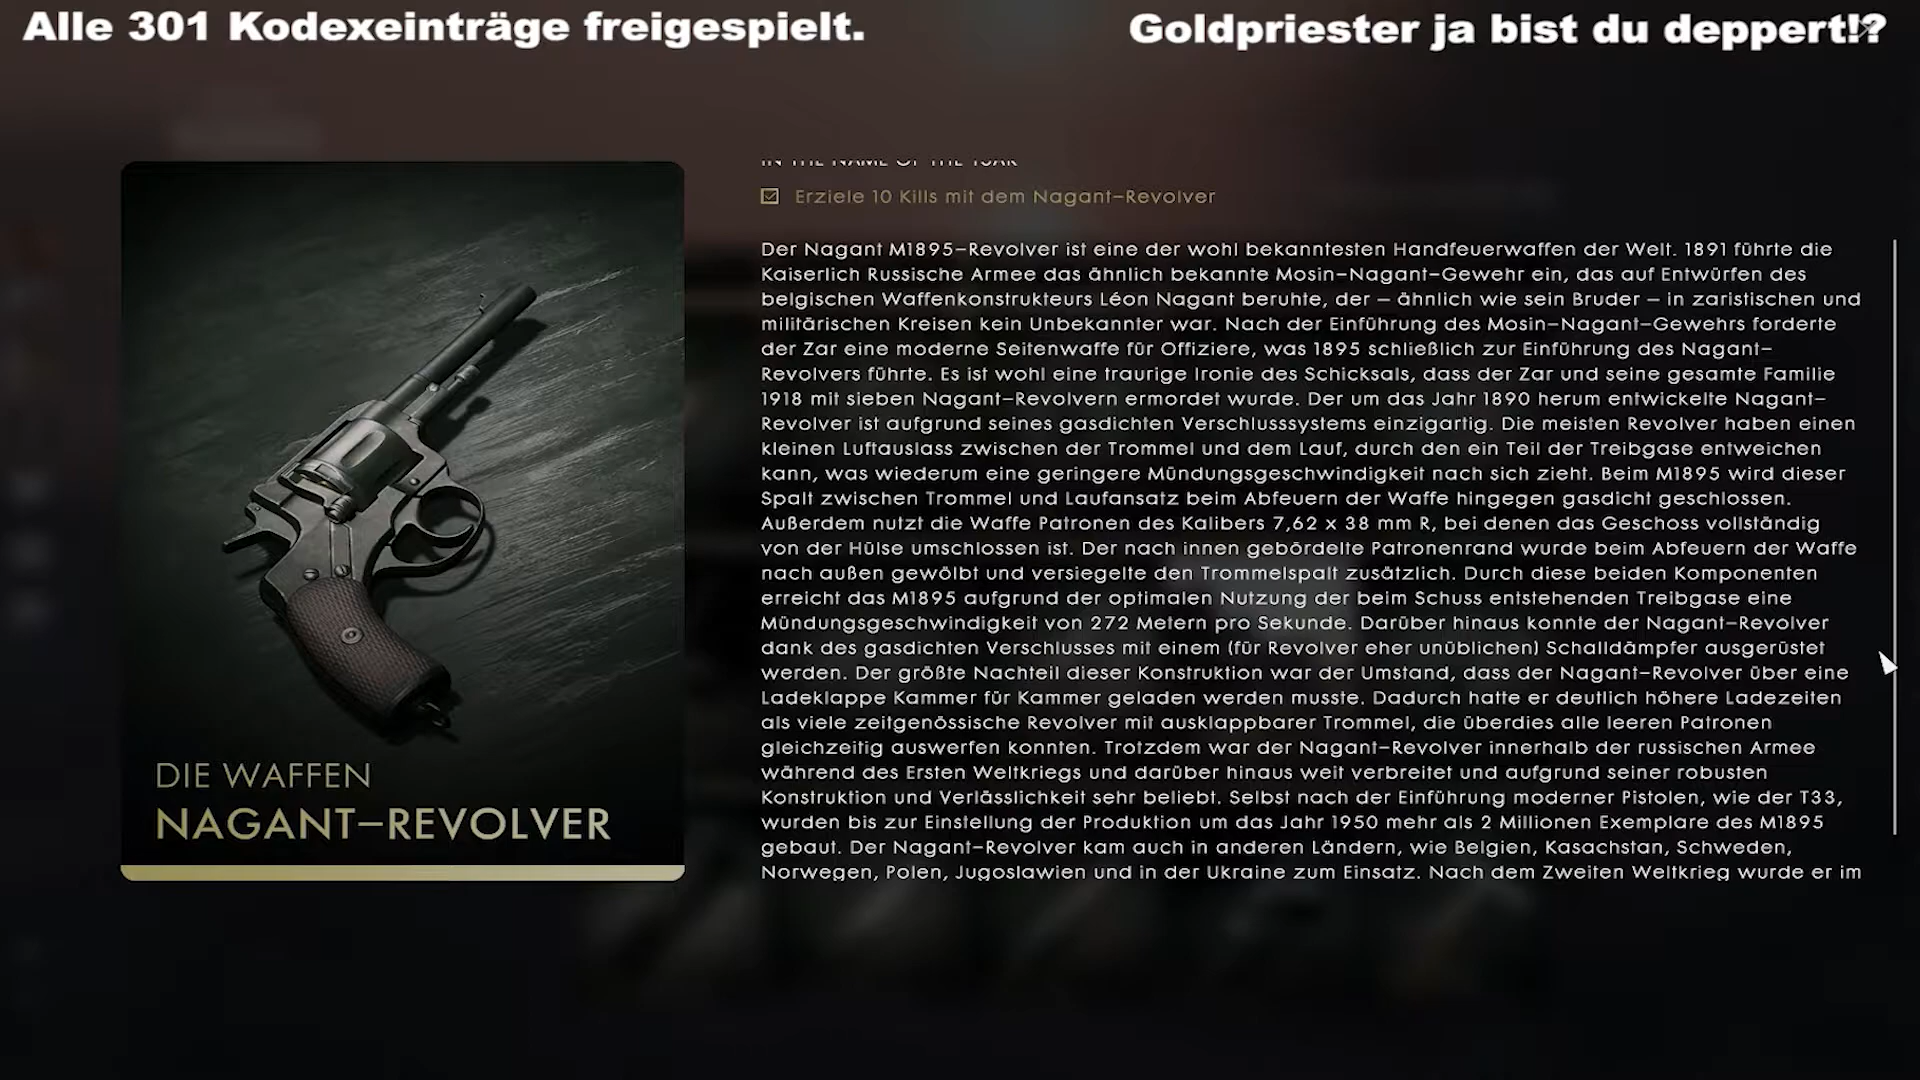 Alle 301 Kodexeinträge freigespielt.
Goldpriester ja bist du deppert!?
IN THE NAME OF THE TSAR
Erziele 10 Kills mit dem Nagant-Revolver
Der Nagant M1895-Revolver ist eine der wohl bekanntesten Handfeuerwaffen der Welt. 1891 führte die
Kaiserlich Russische Armee das ähnlich bekannte Mosin-Nagant-Gewehr ein, das auf Entwürfen des
belgischen Waffenkonstrukteurs Léon Nagant beruhte, der – ähnlich wie sein Bruder – in zaristischen und
militärischen Kreisen kein Unbekannter war. Nach der Einführung des Mosin-Nagant-Gewehrs forderte
der Zar eine moderne Seitenwaffe für Offiziere, was 1895 schließlich zur Einführung des Nagant-
Revolvers führte. Es ist wohl eine traurige Ironie des Schicksals, dass der Zar und seine gesamte Familie
1918 mit sieben Nagant-Revolvern ermordet wurde. Der um das Jahr 1890 herum entwickelte Nagant-
Revolver ist aufgrund seines gasdichten Verschlusssystems einzigartig. Die meisten Revolver haben einen
kleinen Luftauslass zwischen der Trommel und dem Lauf, durch den ein Teil der Treibgase entweichen
kann, was wiederum eine geringere Mündungsgeschwindigkeit nach sich zieht. Beim M1895 wird dieser
Spalt zwischen Trommel und Laufansatz beim Abfeuern der Waffe hingegen gasdicht geschlossen.
Außerdem nutzt die Waffe Patronen des Kalibers 7,62 x 38 mm R, bei denen das Geschoss vollständig
von der Hülse umschlossen ist. Der nach innen gebördelte Patronenrand wurde beim Abfeuern der Waffe
nach außen gewölbt und versiegelte den Trommelspalt zusätzlich. Durch diese beiden Komponenten
erreicht das M1895 aufgrund der optimalen Nutzung der beim Schuss entstehenden Treibgase eine
Mündungsgeschwindigkeit von 272 Metern pro Sekunde. Darüber hinaus konnte der Nagant-Revolver
dank des gasdichten Verschlusses mit einem (für Revolver eher unüblichen) Schalldämpfer ausgerüstet
werden. Der größte Nachteil dieser Konstruktion war der Umstand, dass der Nagant-Revolver über eine
Ladeklappe Kammer für Kammer geladen werden musste. Dadurch hatte er deutlich höhere Ladezeiten
als viele zeitgenössische Revolver mit ausklappbarer Trommel, die überdies alle leeren Patronen
gleichzeitig auswerfen konnten. Trotzdem war der Nagant-Revolver innerhalb der russischen Armee
während des Ersten Weltkriegs und darüber hinaus weit verbreitet und aufgrund seiner robusten
Konstruktion und Verlässlichkeit sehr beliebt. Selbst nach der Einführung moderner Pistolen, wie der T33,
wurden bis zur Einstellung der Produktion um das Jahr 1950 mehr als 2 Millionen Exemplare des M1895
gebaut. Der Nagant-Revolver kam auch in anderen Ländern, wie Belgien, Kasachstan, Schweden,
Norwegen, Polen, Jugoslawien und in der Ukraine zum Einsatz. Nach dem Zweiten Weltkrieg wurde er im
DIE WAFFEN
NAGANT-REVOLVER